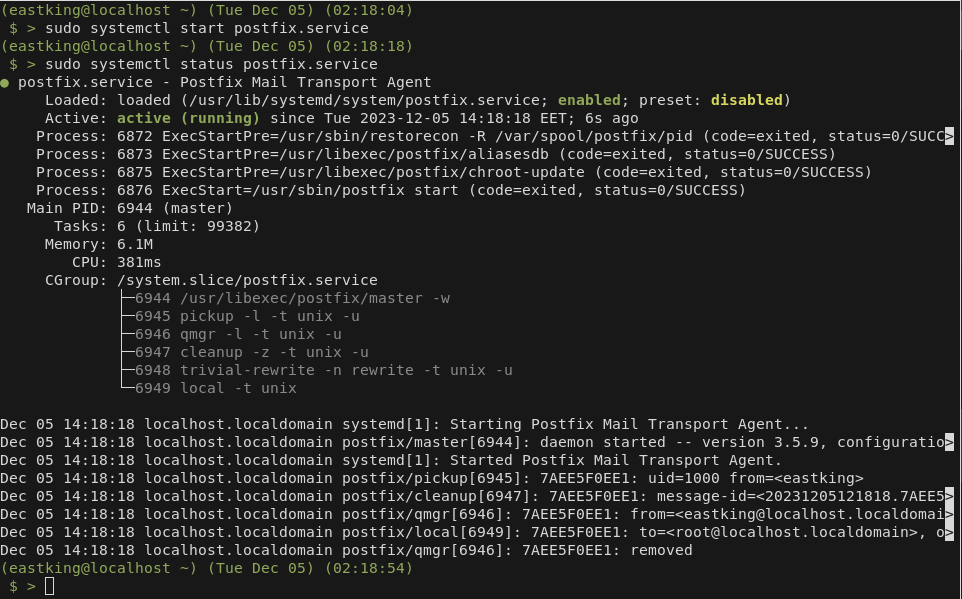 (eastking@localhost ~) (Tue Dec 05) (02:18:04)
 $ > sudo systemctl start postfix.service
(eastking@localhost ~) (Tue Dec 05) (02:18:18)
 $ > sudo systemctl status postfix.service
● postfix.service - Postfix Mail Transport Agent
     Loaded: loaded (/usr/lib/systemd/system/postfix.service; enabled; preset: disabled)
     Active: active (running) since Tue 2023-12-05 14:18:18 EET; 6s ago
    Process: 6872 ExecStartPre=/usr/sbin/restorecon -R /var/spool/postfix/pid (code=exited, status=0/SUCC>
    Process: 6873 ExecStartPre=/usr/libexec/postfix/aliasesdb (code=exited, status=0/SUCCESS)
    Process: 6875 ExecStartPre=/usr/libexec/postfix/chroot-update (code=exited, status=0/SUCCESS)
    Process: 6876 ExecStart=/usr/sbin/postfix start (code=exited, status=0/SUCCESS)
   Main PID: 6944 (master)
      Tasks: 6 (limit: 99382)
     Memory: 6.1M
        CPU: 381ms
     CGroup: /system.slice/postfix.service
             ├─6944 /usr/libexec/postfix/master -w
             ├─6945 pickup -l -t unix -u
             ├─6946 qmgr -l -t unix -u
             ├─6947 cleanup -z -t unix -u
             ├─6948 trivial-rewrite -n rewrite -t unix -u
             └─6949 local -t unix

Dec 05 14:18:18 localhost.localdomain systemd[1]: Starting Postfix Mail Transport Agent...
Dec 05 14:18:18 localhost.localdomain postfix/master[6944]: daemon started -- version 3.5.9, configuratio>
Dec 05 14:18:18 localhost.localdomain systemd[1]: Started Postfix Mail Transport Agent.
Dec 05 14:18:18 localhost.localdomain postfix/pickup[6945]: 7AEE5F0EE1: uid=1000 from=<eastking>
Dec 05 14:18:18 localhost.localdomain postfix/cleanup[6947]: 7AEE5F0EE1: message-id=<20231205121818.7AEE5>
Dec 05 14:18:18 localhost.localdomain postfix/qmgr[6946]: 7AEE5F0EE1: from=<eastking@localhost.localdomai>
Dec 05 14:18:18 localhost.localdomain postfix/local[6949]: 7AEE5F0EE1: to=<root@localhost.localdomain>, o>
Dec 05 14:18:18 localhost.localdomain postfix/qmgr[6946]: 7AEE5F0EE1: removed
(eastking@localhost ~) (Tue Dec 05) (02:18:54)
 $ >